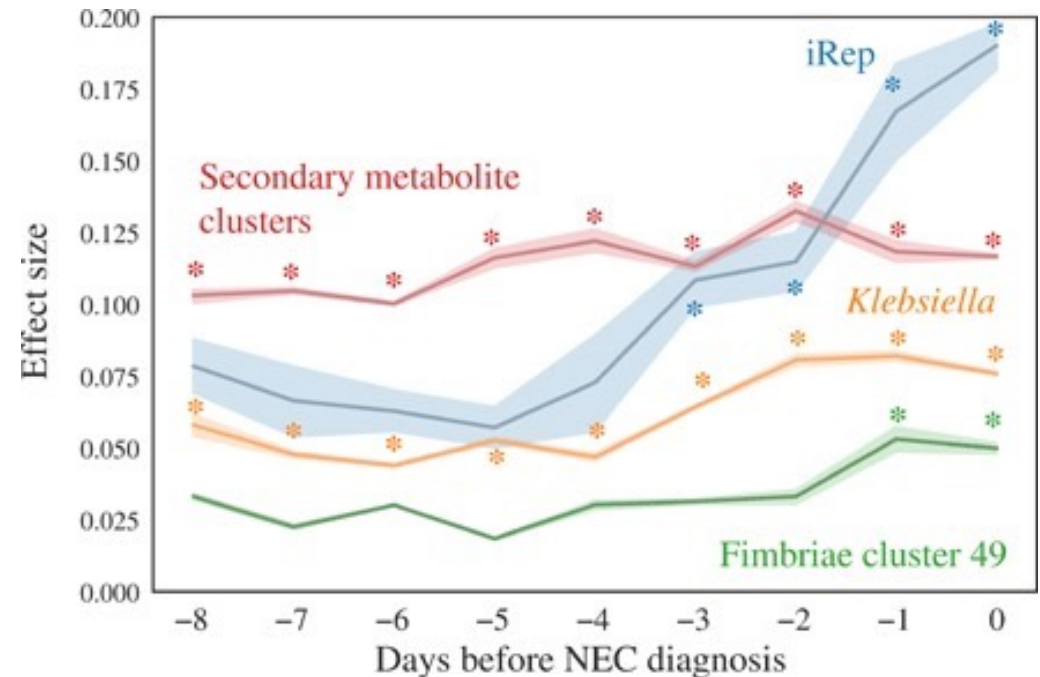 0.200
0.175
0.150
0.125
0.100
0.075
0.050
0.025
0.000
Effect size
iRep
Secondary metabolite
clusters
Klebsiella
Fimbriae cluster 49
* * * * * * * * *
* * * *
* * * * * * * * *
* *
−8 −7 −6 −5 −4 −3 −2 −1 0
Days before NEC diagnosis